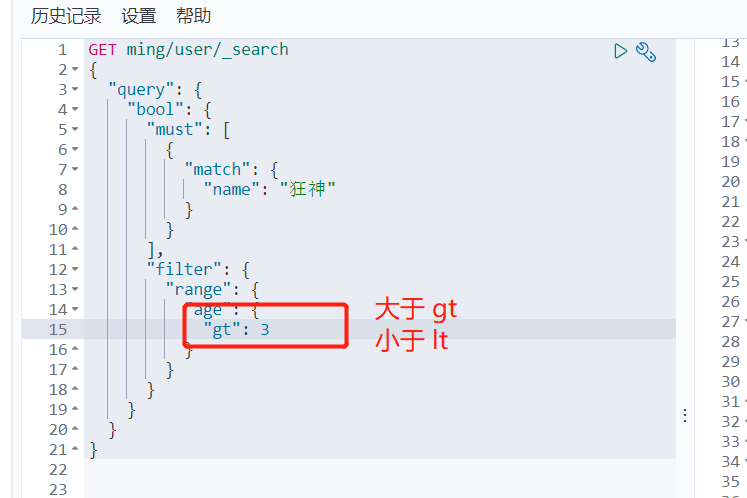 历史记录 设置 帮助
1 GET ming/user/_search
2 {
3 "query": {
4 "bool": {
5 "must": [
6 {
7 "match": {
8 "name": "狂神"
9 }
10 }
11 ],
12 "filter": {
13 "range": {
14 "age": {
15 "gt": 3
16 }
17 }
18 }
19 }
20 }
21 }
22
23
大于 gt
小于 lt
13
14
15
16
17
18
19
20
21
22
23
24
25
26
27
28
29
30
31
32
33
34
35